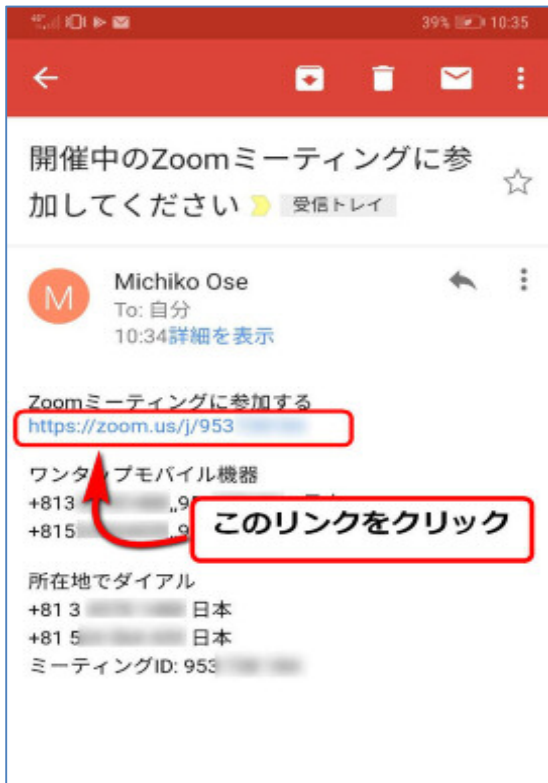 39% 10:35
開催中のZoomミーティングに参
加してください 受信トレイ
M
Michiko Ose
To: 自分
10:34詳細を表示
Zoomミーティングに参加する
https://zoom.us/j/953
ワンタップモバイル機器
+813 ,,95
+815 ,,9
このリンクをクリック
所在地でダイアル
+81 3 日本
+81 5 日本
ミーティングID: 953